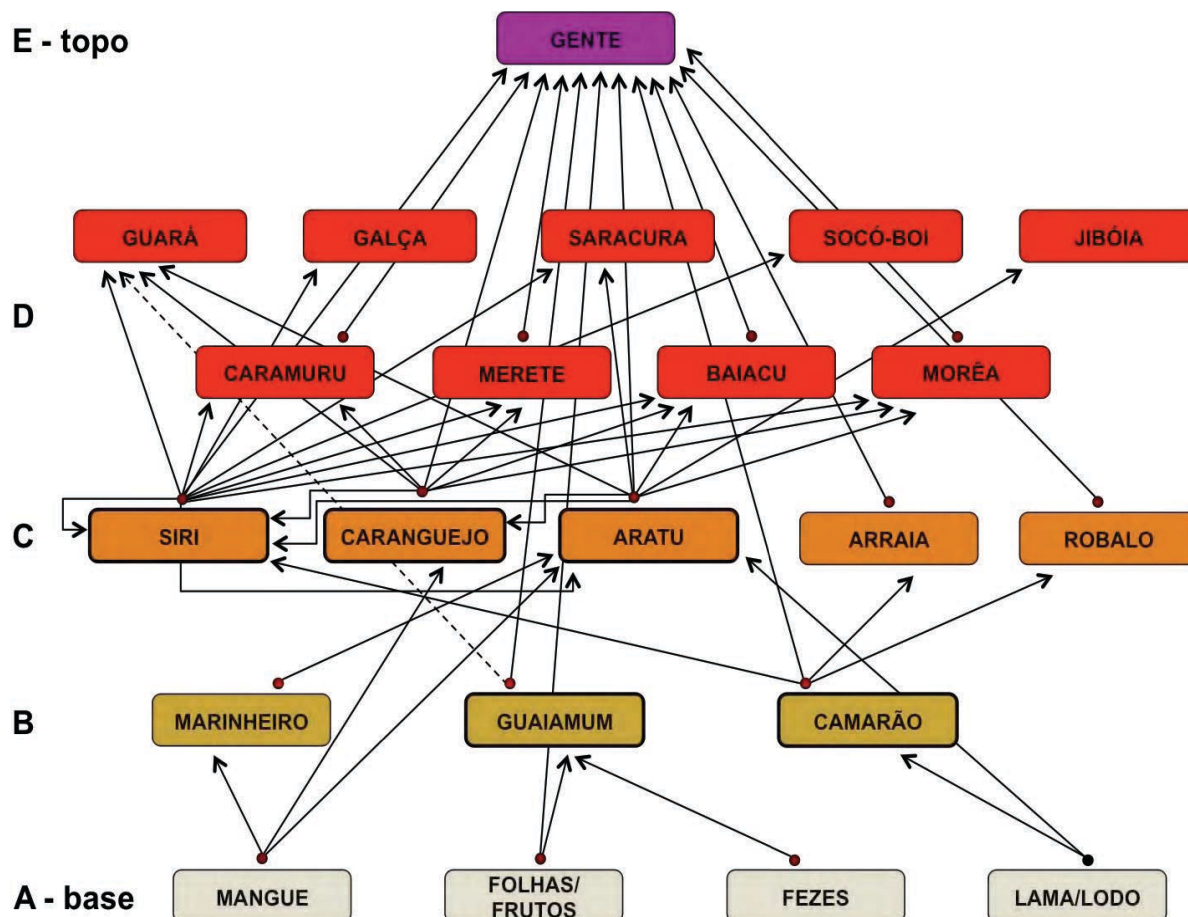 E - topo
GENTE
GUARÁ
GALÇA
SARACURA
SOCÓ-BOI
JIBÓIA
D
CARAMURU
MERETE
BAIACU
MORÊA
C
SIRI
CARANGUEJO
ARATU
ARRAIA
ROBALO
B
MARINHEIRO
GUAIAMUM
CAMARÃO
A - base
MANGUE
FOLHAS/
FRUTOS
FEZES
LAMA/LODO